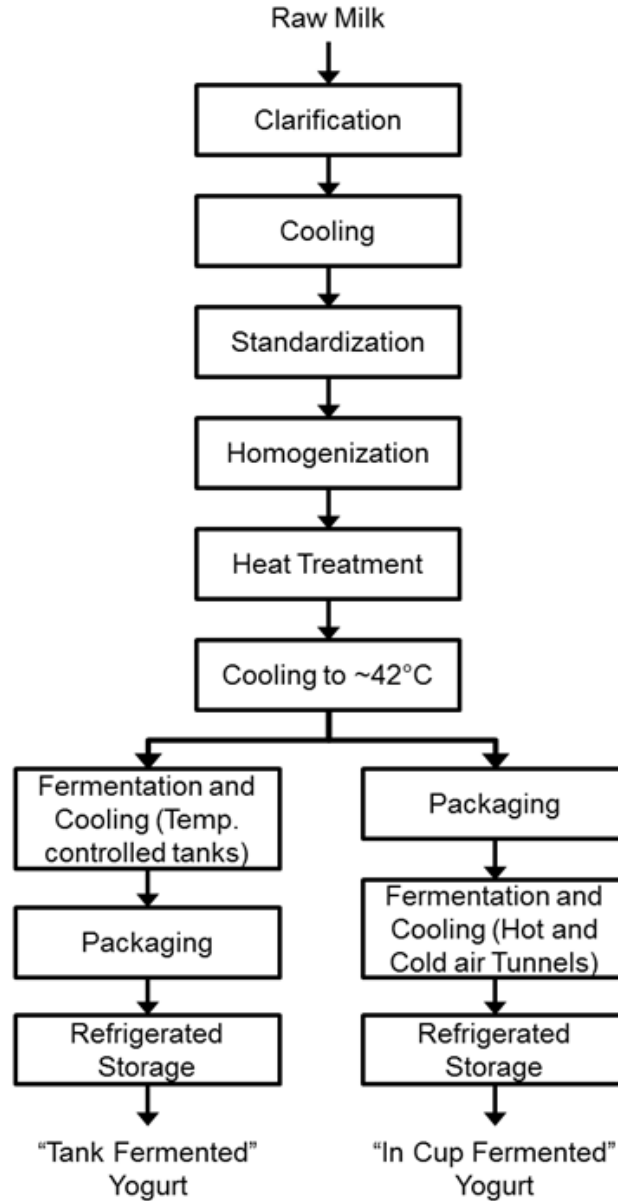 Raw Milk
Clarification
Cooling
Standardization
Homogenization
Heat Treatment
Cooling to ~42°C
Fermentation and
Cooling (Temp.
controlled tanks)
Packaging
Refrigerated
Storage
“Tank Fermented”
Yogurt
Packaging
Fermentation and
Cooling (Hot and
Cold air Tunnels)
Refrigerated
Storage
“In Cup Fermented”
Yogurt